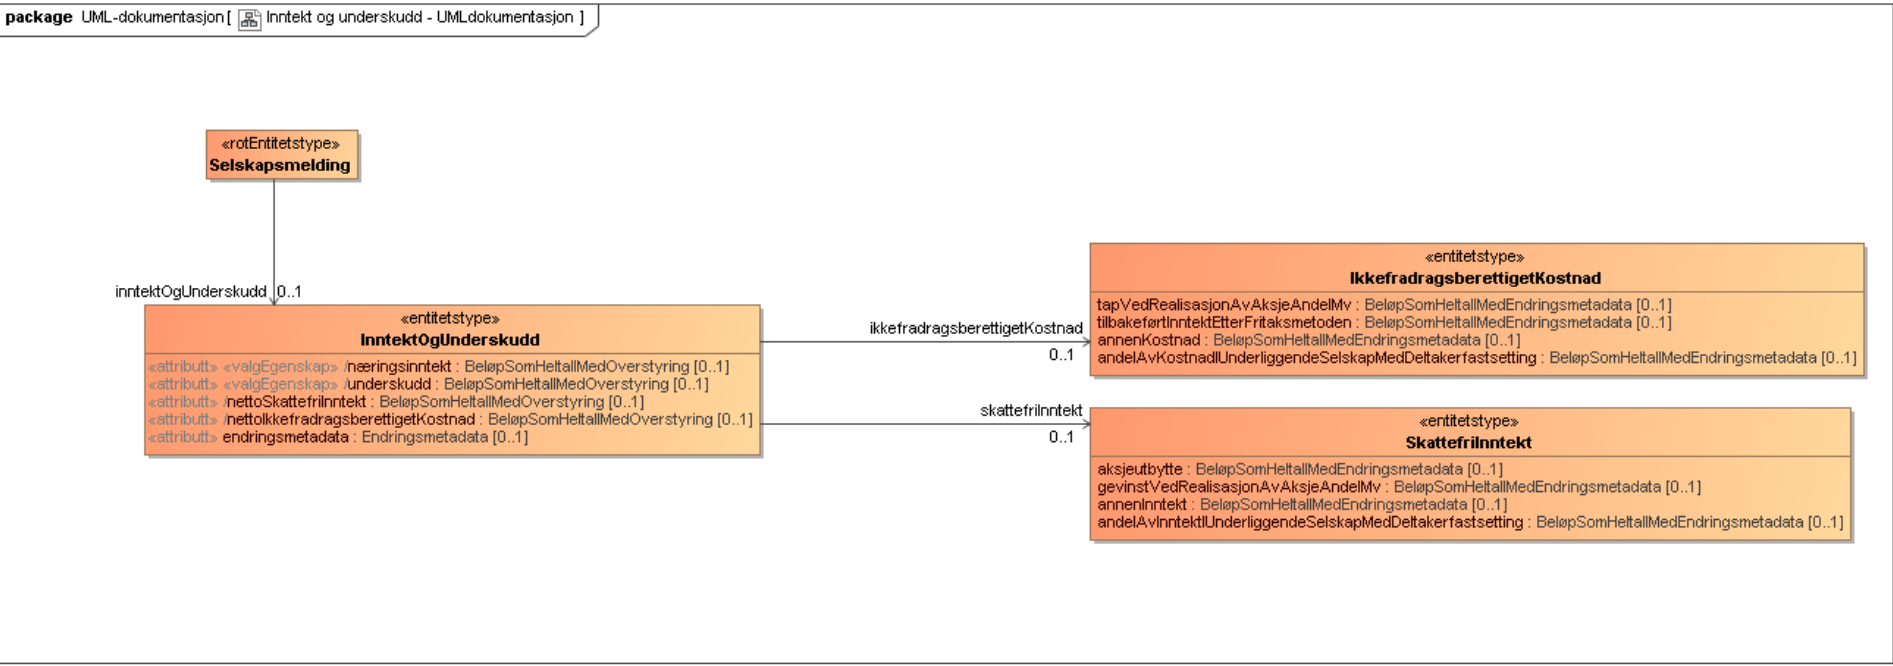 package UML-dokumentasjon [ Inntekt og underskudd - UMLdokumentasjon ]
«rotEntitetstype»
Selskapsmelding
inntektOgUnderskudd 0..1
«entitetstype»
InntektOgUnderskudd
«attributt» «valgEgenskap» /næringsinntekt : BeløpSomHeltallMedOverstyring [0..1]
«attributt» «valgEgenskap» /underskudd : BeløpSomHeltallMedOverstyring [0..1]
«attributt» /nettoSkattefriInntekt : BeløpSomHeltallMedOverstyring [0..1]
«attributt» /nettoIkkefradragsberettigetKostnad : BeløpSomHeltallMedOverstyring [0..1]
«attributt» endringsmetadata : Endringsmetadata [0..1]
ikkefradragsberettigetKostnad
0..1
«entitetstype»
IkkefradragsberettigetKostnad
tapVedRealisasjonAvAksjeAndelMv : BeløpSomHeltallMedEndringsmetadata [0..1]
tilbakeførtInntektEtterFritaksmetoden : BeløpSomHeltallMedEndringsmetadata [0..1]
annenKostnad : BeløpSomHeltallMedEndringsmetadata [0..1]
andelAvKostnadIUnderliggendeSelskapMedDeltakerfastsetting : BeløpSomHeltallMedEndringsmetadata [0..1]
skattefriInntekt
0..1
«entitetstype»
SkattefriInntekt
aksjeutbytte : BeløpSomHeltallMedEndringsmetadata [0..1]
gevinstVedRealisasjonAvAksjeAndelMv : BeløpSomHeltallMedEndringsmetadata [0..1]
annenInntekt : BeløpSomHeltallMedEndringsmetadata [0..1]
andelAvInntektIUnderliggendeSelskapMedDeltakerfastsetting : BeløpSomHeltallMedEndringsmetadata [0..1]